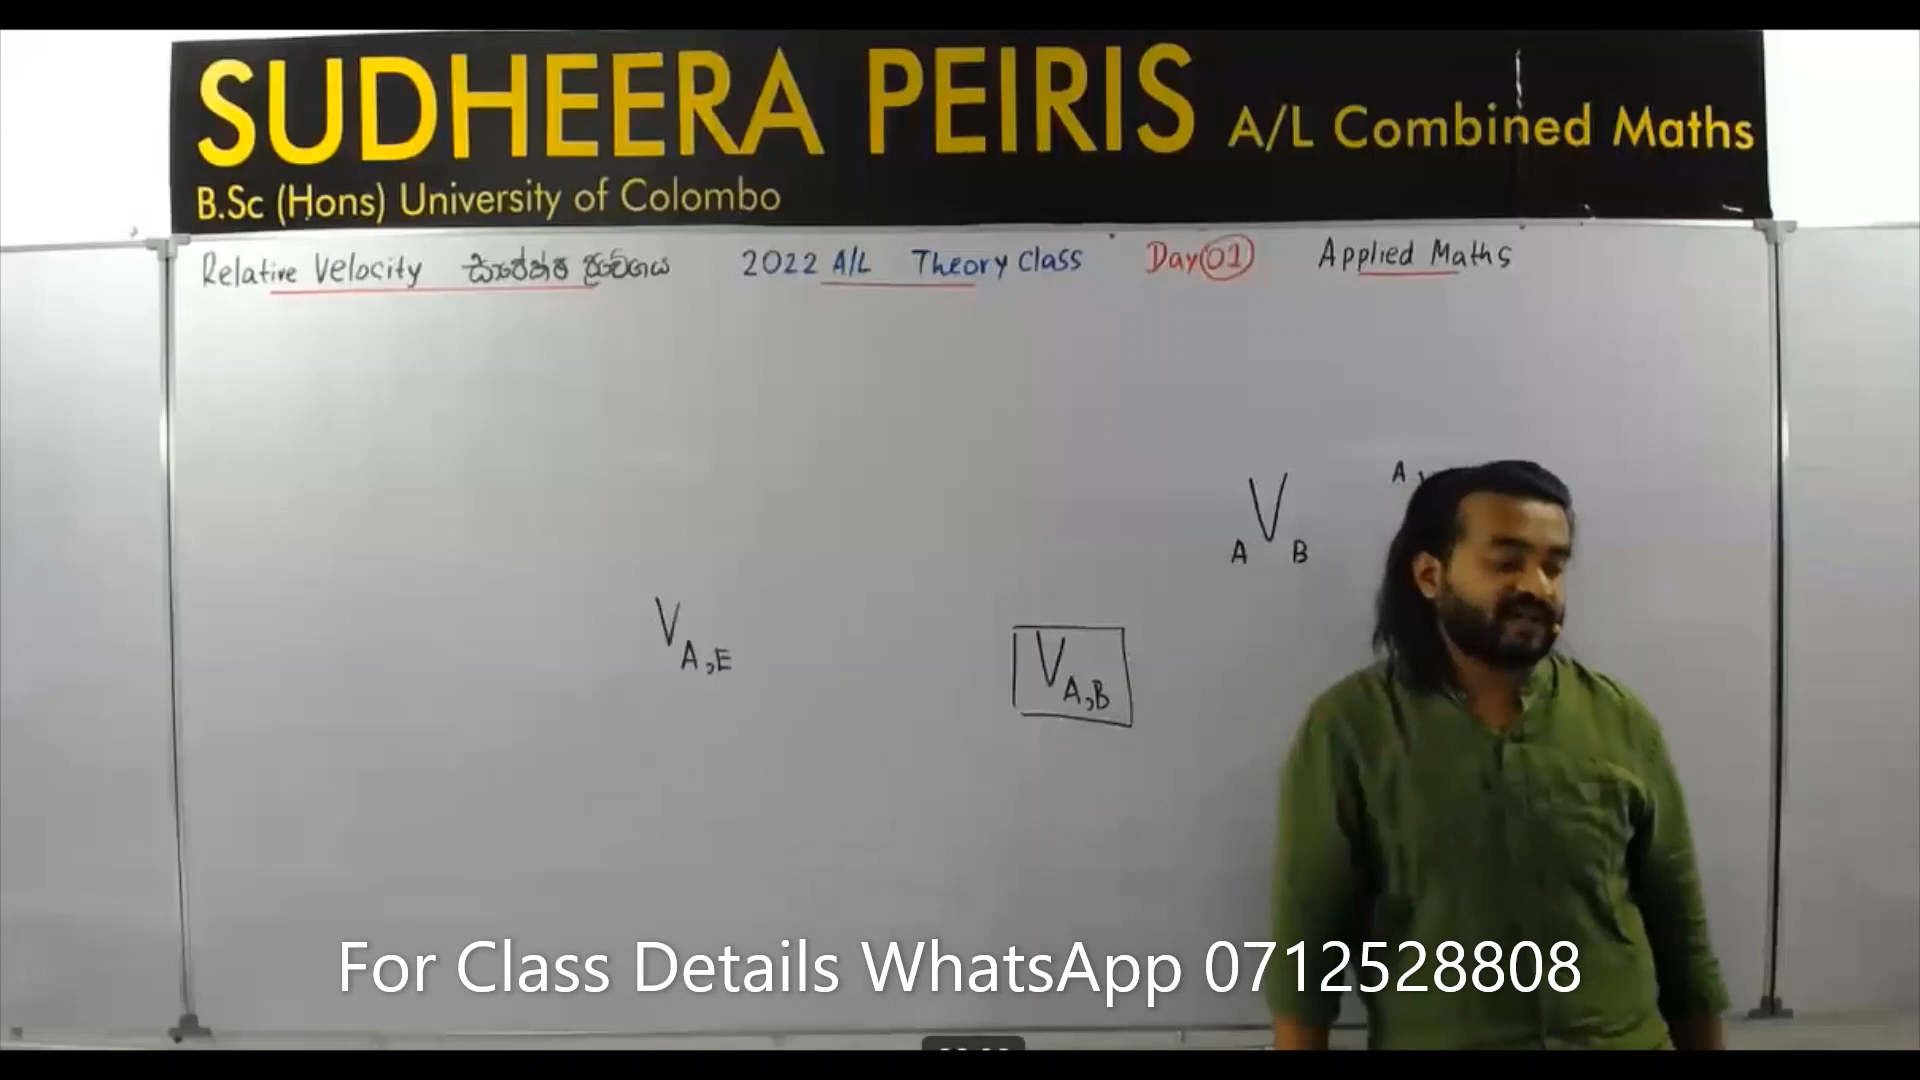 SUDHEERA PEIRIS A/L Combined Maths
B.Sc (Hons) University of Colombo
Relative Velocity සාපේක්ෂ ප්‍රවේගය 2022 A/L Theory Class Day 01 Applied Maths
A
V
A B
V A,E
V A,B
For Class Details WhatsApp 0712528808